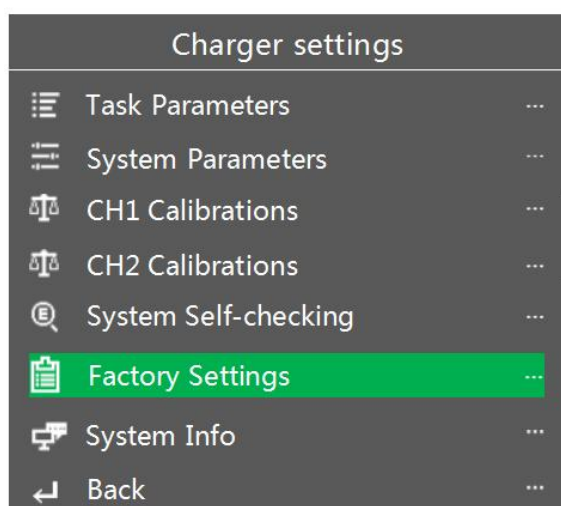 Charger settings
Task Parameters ...
System Parameters ...
CH1 Calibrations ...
CH2 Calibrations ...
System Self-checking ...
Factory Settings ...
System Info ...
Back ...